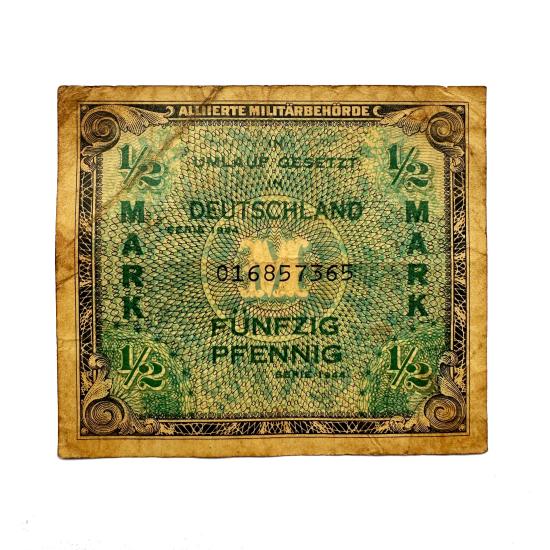 ALLIIERTE MILITÄRBEHÖRDE
1/2 IN 1/2
UMLAUF GESETZT
IN
DEUTSCHLAND
SERIE 1944
MARK
MARK
M
016857365
FÜNFZIG
PFENNIG
1/2 1/2
SERIE 1944